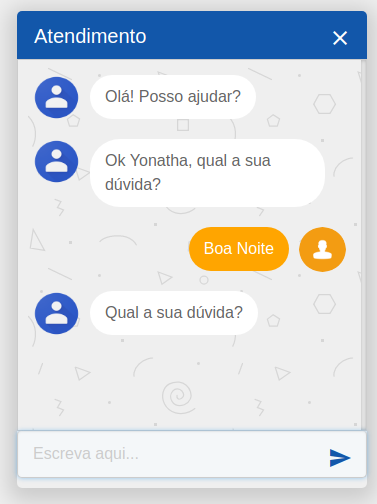 Atendimento
Olá! Posso ajudar?
Ok Yonatha, qual a sua
dúvida?
Boa Noite
Qual a sua dúvida?
Escreva aqui...